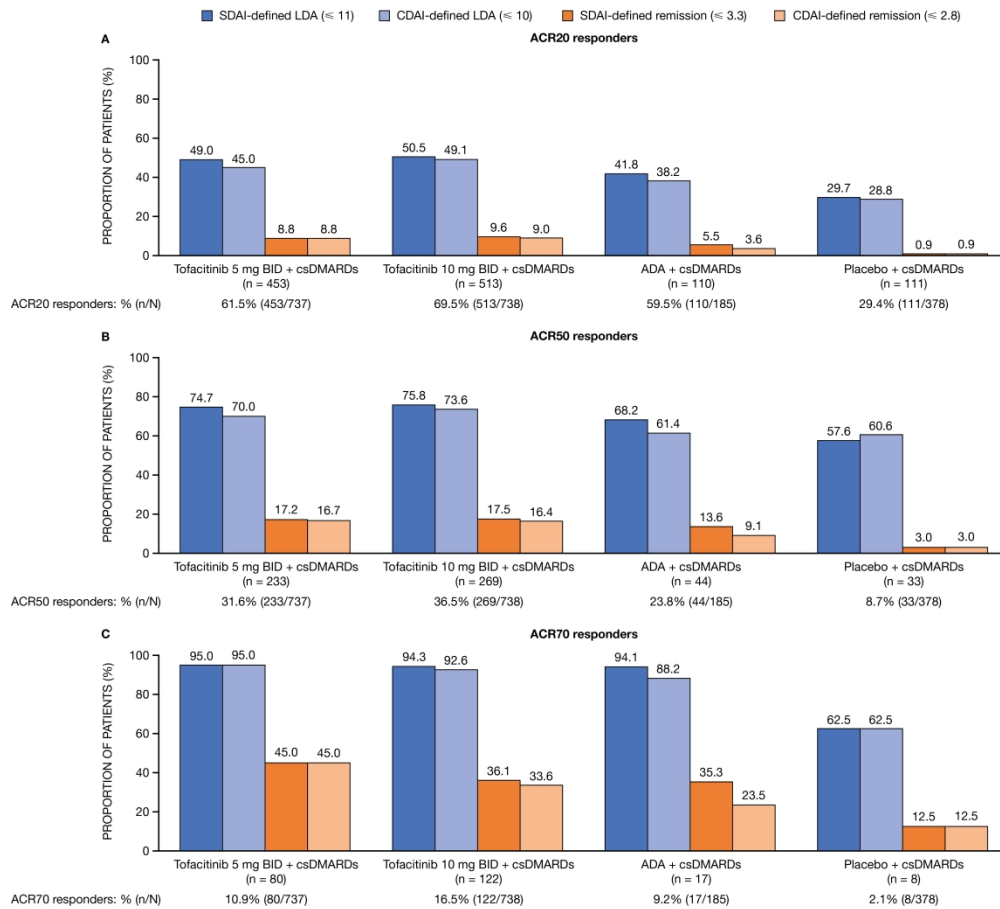 SDAI-defined LDA (≤ 11) CDAI-defined LDA (≤ 10) SDAI-defined remission (≤ 3.3) CDAI-defined remission (≤ 2.8)
A ACR20 responders
PROPORTION OF PATIENTS (%)
100
80
60
40
20
0
49.0 45.0 8.8 8.8
50.5 49.1 9.6 9.0
41.8 38.2 5.5 3.6
29.7 28.8 0.9 0.9
Tofacitinib 5 mg BID + csDMARDs Tofacitinib 10 mg BID + csDMARDs ADA + csDMARDs Placebo + csDMARDs
(n = 453) (n = 513) (n = 110) (n = 111)
ACR20 responders: % (n/N) 61.5% (453/737) 69.5% (513/738) 59.5% (110/185) 29.4% (111/378)
B ACR50 responders
PROPORTION OF PATIENTS (%)
100
80
60
40
20
0
74.7 70.0 17.2 16.7
75.8 73.6 17.5 16.4
68.2 61.4 13.6 9.1
57.6 60.6 3.0 3.0
Tofacitinib 5 mg BID + csDMARDs Tofacitinib 10 mg BID + csDMARDs ADA + csDMARDs Placebo + csDMARDs
(n = 233) (n = 269) (n = 44) (n = 33)
ACR50 responders: % (n/N) 31.6% (233/737) 36.5% (269/738) 23.8% (44/185) 8.7% (33/378)
C ACR70 responders
PROPORTION OF PATIENTS (%)
100
80
60
40
20
0
95.0 95.0 45.0 45.0
94.3 92.6 36.1 33.6
94.1 88.2 35.3 23.5
62.5 62.5 12.5 12.5
Tofacitinib 5 mg BID + csDMARDs Tofacitinib 10 mg BID + csDMARDs ADA + csDMARDs Placebo + csDMARDs
(n = 80) (n = 122) (n = 17) (n = 8)
ACR70 responders: % (n/N) 10.9% (80/737) 16.5% (122/738) 9.2% (17/185) 2.1% (8/378)